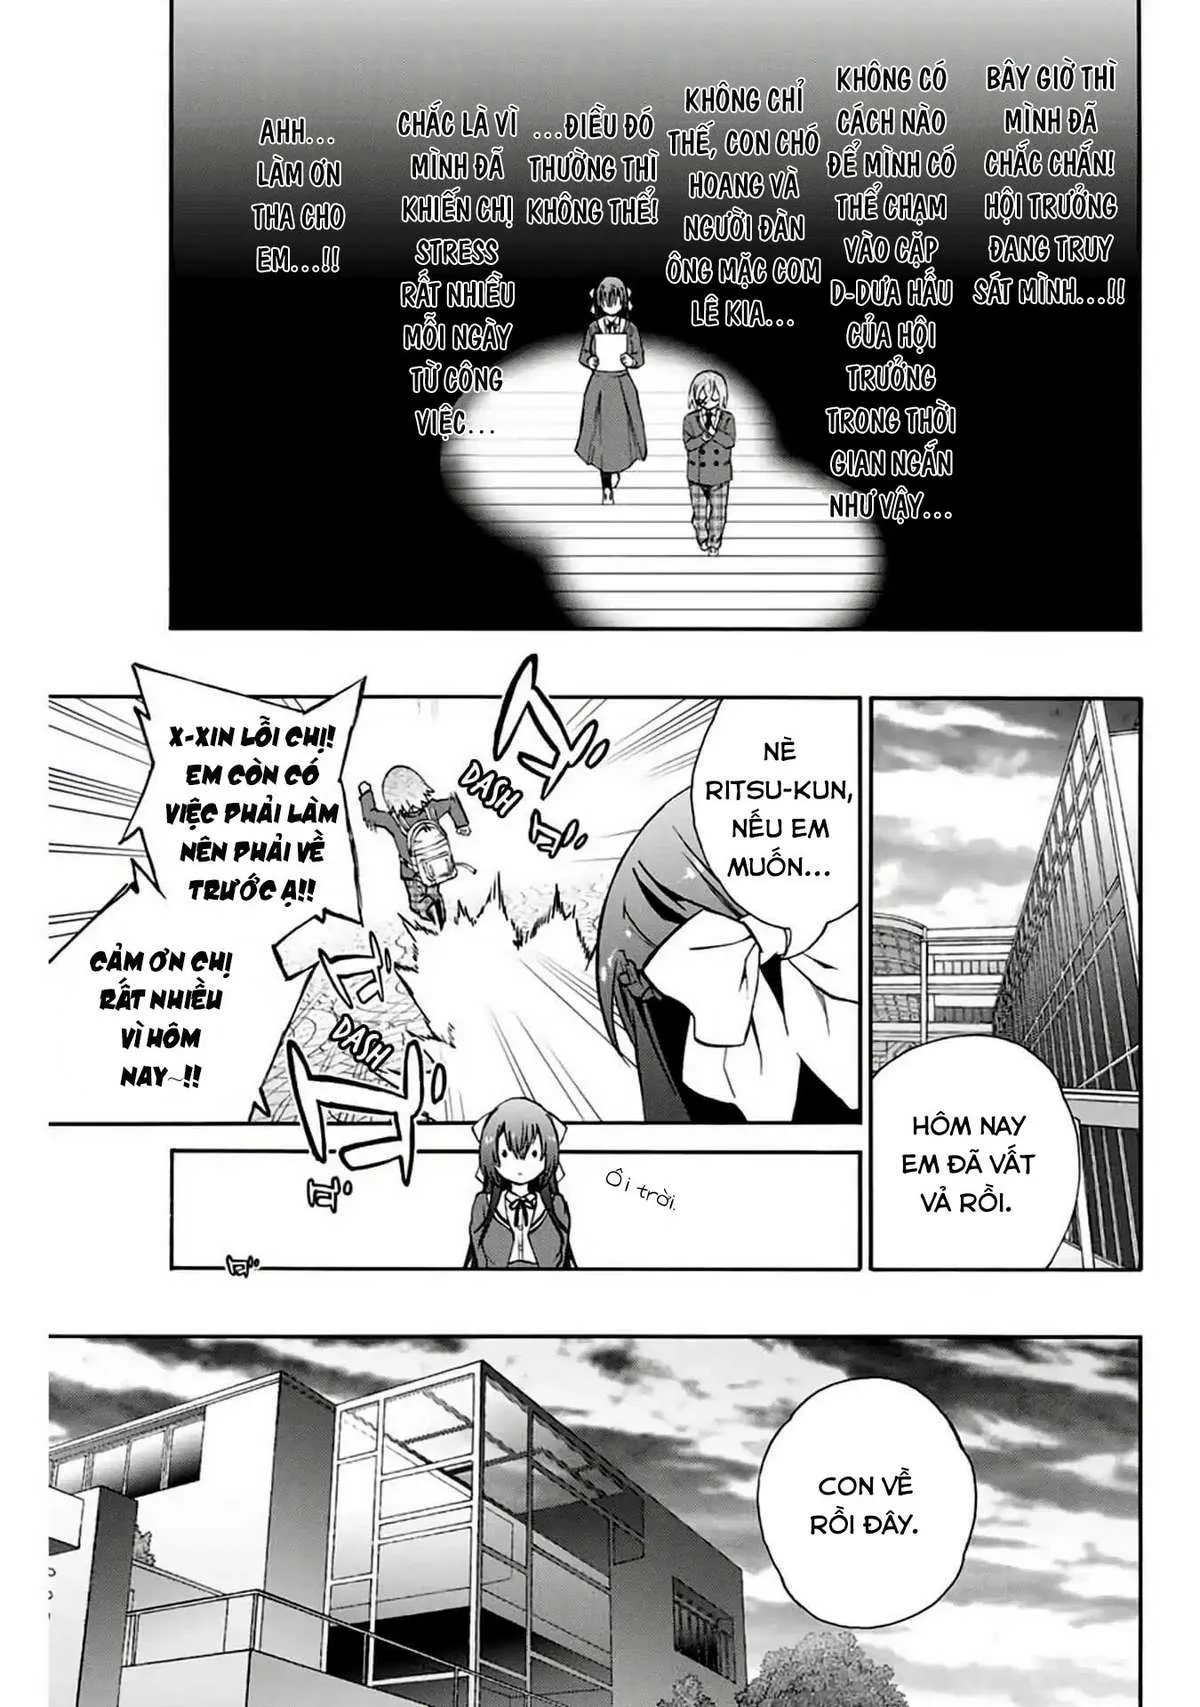 BÂY GIỜ THÌ
MÌNH ĐÃ
CHẮC CHẮN!
HỘI TRƯỞNG
ĐANG TRUY
SÁT MÌNH...!!
KHÔNG CÓ
CÁCH NÀO
ĐỂ MÌNH CÓ
THỂ CHẠM
VÀO CẶP
D-DƯA HẤU
CỦA HỘI
TRƯỞNG
TRONG THỜI
GIAN NGẮN
NHƯ VẬY...
KHÔNG CHỈ
THẾ, CON CHÓ
HOANG VÀ
NGƯỜI ĐÀN
ÔNG MẶC COM
LÊ KIA...
...ĐIỀU ĐÓ
THƯỜNG THÌ
KHÔNG THỂ!
CHẮC LÀ VÌ
MÌNH ĐÃ
KHIẾN CHỊ
STRESS
RẤT NHIỀU
MỖI NGÀY
TỪ CÔNG
VIỆC...
AHH...
LÀM ƠN
THA CHO
EM...!!
HÔM NAY
EM ĐÃ VẤT
VẢ RỒI.
NÈ
RITSU-KUN,
NẾU EM
MUỐN...
DASH
DASH
X-XIN LỖI CHỊ!
EM CÒN CÓ
VIỆC PHẢI LÀM
NÊN PHẢI VỀ
TRƯỚC Ạ!!
CẢM ƠN CHỊ
RẤT NHIỀU
VÌ HÔM
NAY~!!
Ôi trời.
CON VỀ
RỒI ĐÂY.